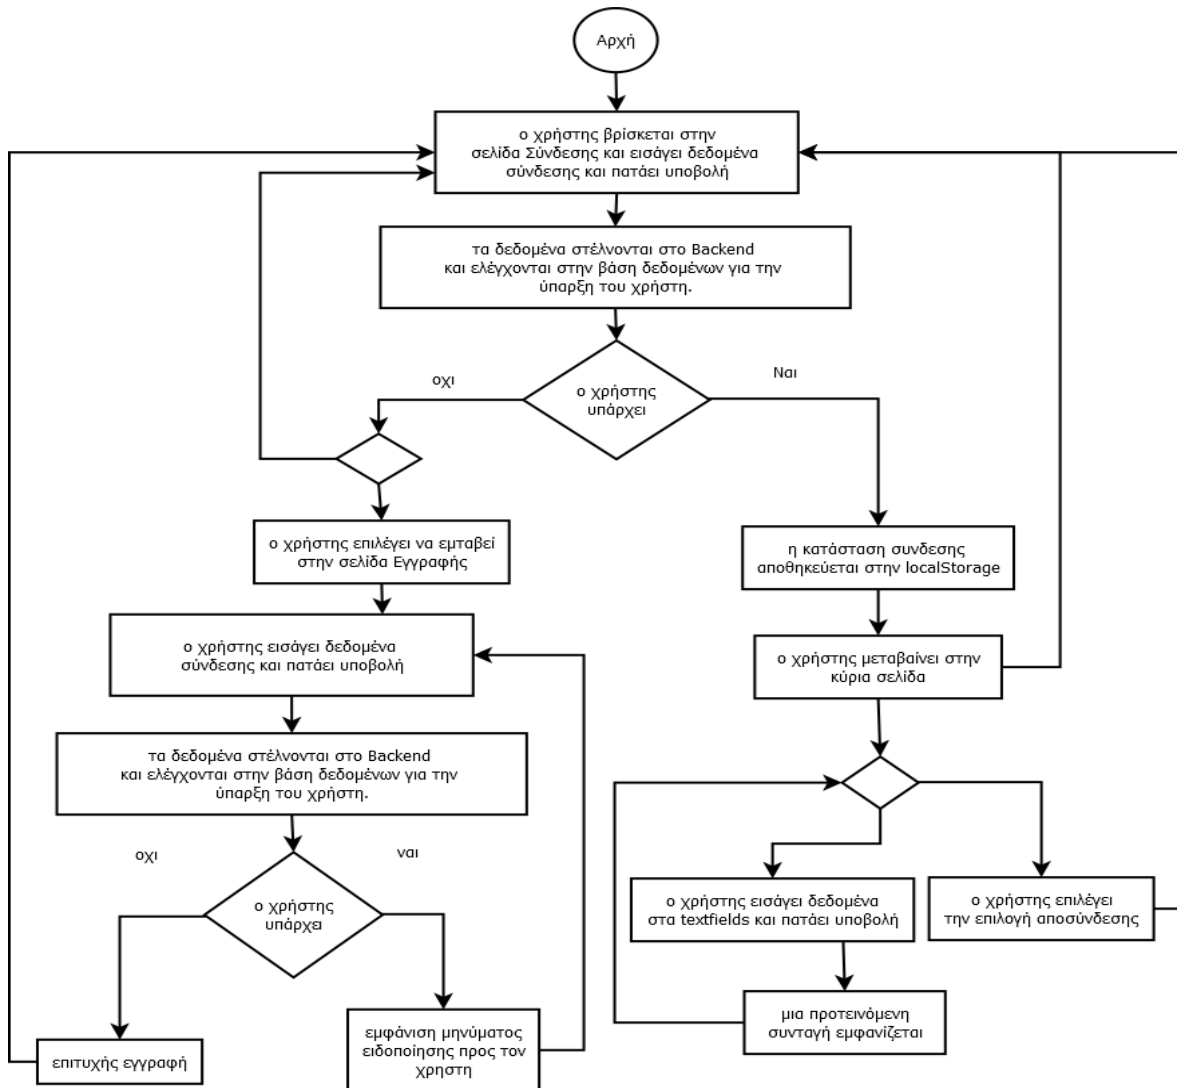 Αρχή
ο χρήστης βρίσκεται στην
σελίδα Σύνδεσης και εισάγει δεδομένα
σύνδεσης και πατάει υποβολή
τα δεδομένα στέλνονται στο Backend
και ελέγχονται στην βάση δεδομένων για την
ύπαρξη του χρήστη.
οχι
Ναι
ο χρήστης
υπάρχει
ο χρήστης επιλέγει να εμταβεί
στην σελίδα Εγγραφής
η κατάσταση συνδεσης
αποθηκεύεται στην localStorage
ο χρήστης εισάγει δεδομένα
σύνδεσης και πατάει υποβολή
ο χρήστης μεταβαίνει στην
κύρια σελίδα
τα δεδομένα στέλνονται στο Backend
και ελέγχονται στην βάση δεδομένων για την
ύπαρξη του χρήστη.
οχι
ναι
ο χρήστης
υπάρχει
ο χρήστης εισάγει δεδομένα
στα textfields και πατάει υποβολή
ο χρήστης επιλέγει
την επιλογή αποσύνδεσης
επιτυχής εγγραφή
εμφάνιση μηνύματος
ειδοποίησης προς τον
χρηστη
μια προτεινόμενη
συνταγή εμφανίζεται